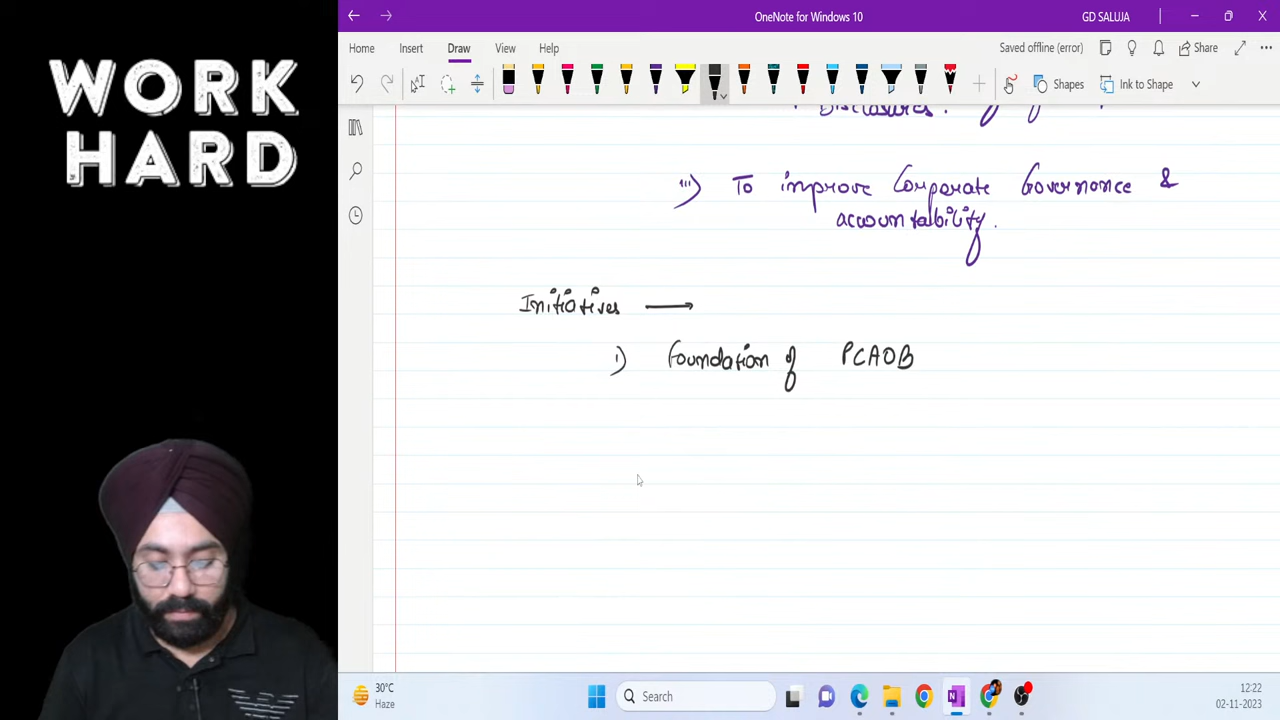 WORK
HARD
OneNote for Windows 10
GD SALUJA
Home
Insert
Draw
View
Help
Saved offline (error)
Share
Shapes
Ink to Shape
Disclosures.
iii) To improve Corporate Governance &
accountability.
Initiatives →
i) Foundation of PCAOB
30°C
Haze
Search
12:22
02-11-2023